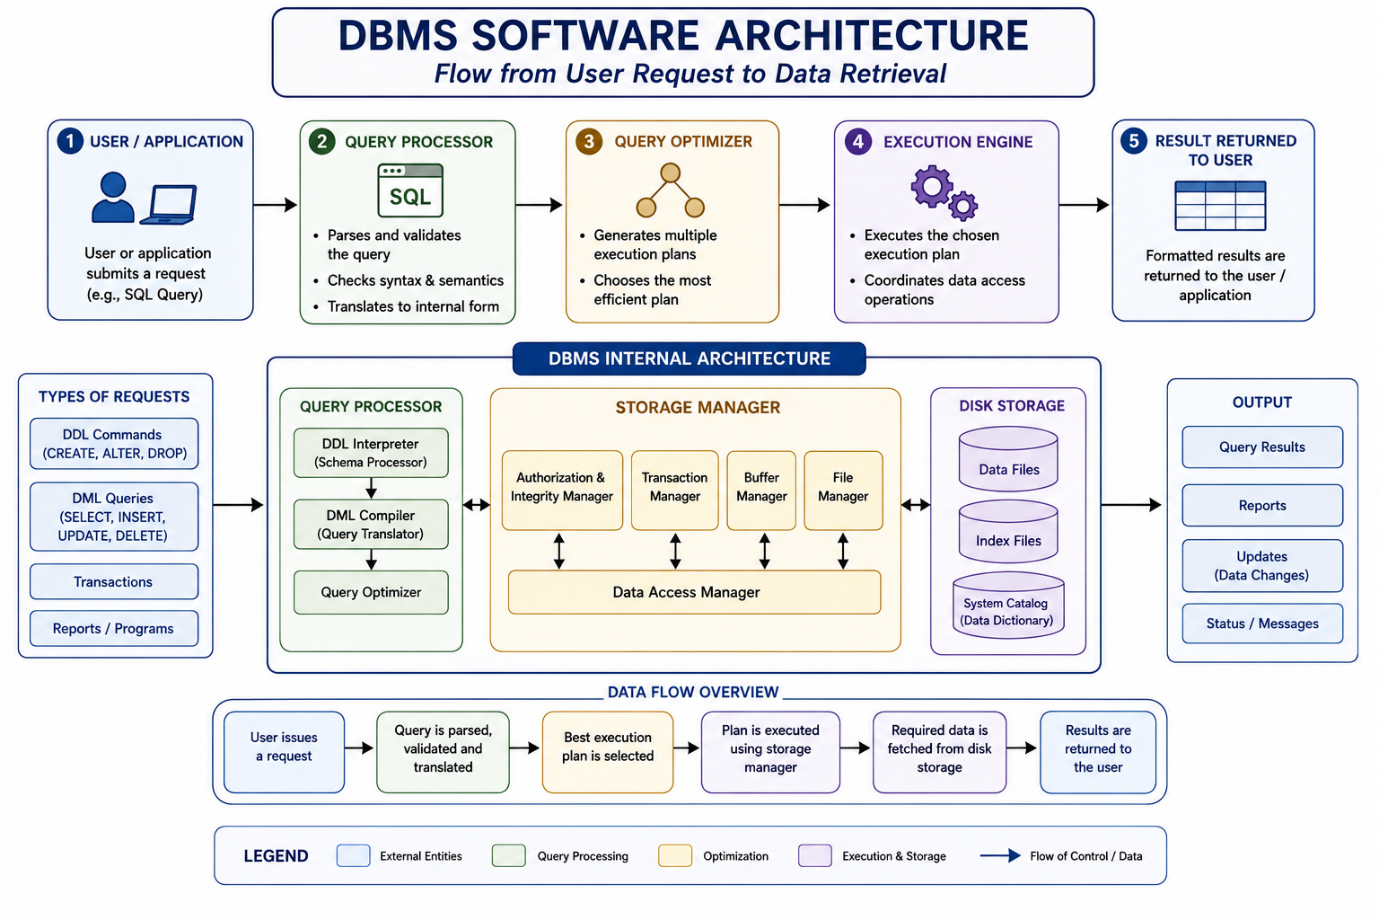 DBMS SOFTWARE ARCHITECTURE
Flow from User Request to Data Retrieval
1 USER / APPLICATION
User or application
submits a request
(e.g., SQL Query)
2 QUERY PROCESSOR
SQL
• Parses and validates
the query
• Checks syntax & semantics
• Translates to internal form
3 QUERY OPTIMIZER
• Generates multiple
execution plans
• Chooses the most
efficient plan
4 EXECUTION ENGINE
• Executes the chosen
execution plan
• Coordinates data access
operations
5 RESULT RETURNED
TO USER
Formatted results are
returned to the user /
application
TYPES OF REQUESTS
DDL Commands
(CREATE, ALTER, DROP)
DML Queries
(SELECT, INSERT,
UPDATE, DELETE)
Transactions
Reports / Programs
DBMS INTERNAL ARCHITECTURE
QUERY PROCESSOR
DDL Interpreter
(Schema Processor)
DML Compiler
(Query Translator)
Query Optimizer
STORAGE MANAGER
Authorization &
Integrity Manager
Transaction
Manager
Buffer
Manager
File
Manager
Data Access Manager
DISK STORAGE
Data Files
Index Files
System Catalog
(Data Dictionary)
OUTPUT
Query Results
Reports
Updates
(Data Changes)
Status / Messages
DATA FLOW OVERVIEW
User issues
a request
Query is parsed,
validated and
translated
Best execution
plan is selected
Plan is executed
using storage
manager
Required data is
fetched from disk
storage
Results are
returned to
the user
LEGEND
External Entities
Query Processing
Optimization
Execution & Storage
Flow of Control / Data